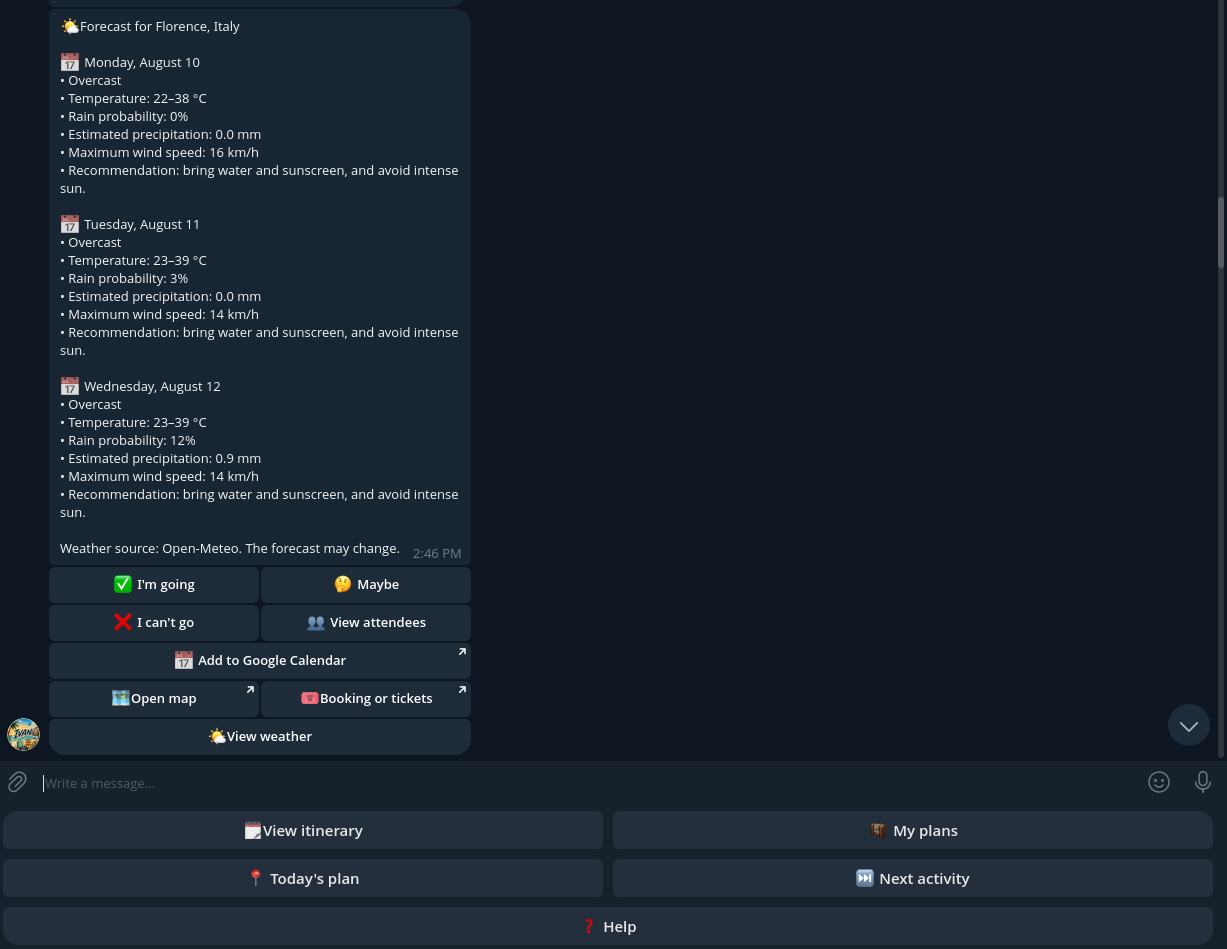 Forecast for Florence, Italy
Monday, August 10
• Overcast
• Temperature: 22–38 °C
• Rain probability: 0%
• Estimated precipitation: 0.0 mm
• Maximum wind speed: 16 km/h
• Recommendation: bring water and sunscreen, and avoid intense
sun.
Tuesday, August 11
• Overcast
• Temperature: 23–39 °C
• Rain probability: 3%
• Estimated precipitation: 0.0 mm
• Maximum wind speed: 14 km/h
• Recommendation: bring water and sunscreen, and avoid intense
sun.
Wednesday, August 12
• Overcast
• Temperature: 23–39 °C
• Rain probability: 12%
• Estimated precipitation: 0.9 mm
• Maximum wind speed: 14 km/h
• Recommendation: bring water and sunscreen, and avoid intense
sun.
Weather source: Open-Meteo. The forecast may change. 2:46 PM
I'm going
Maybe
I can't go
View attendees
17 Add to Google Calendar
Open map
Booking or tickets
View weather
Write a message...
View itinerary
My plans
Today's plan
Next activity
❓ Help